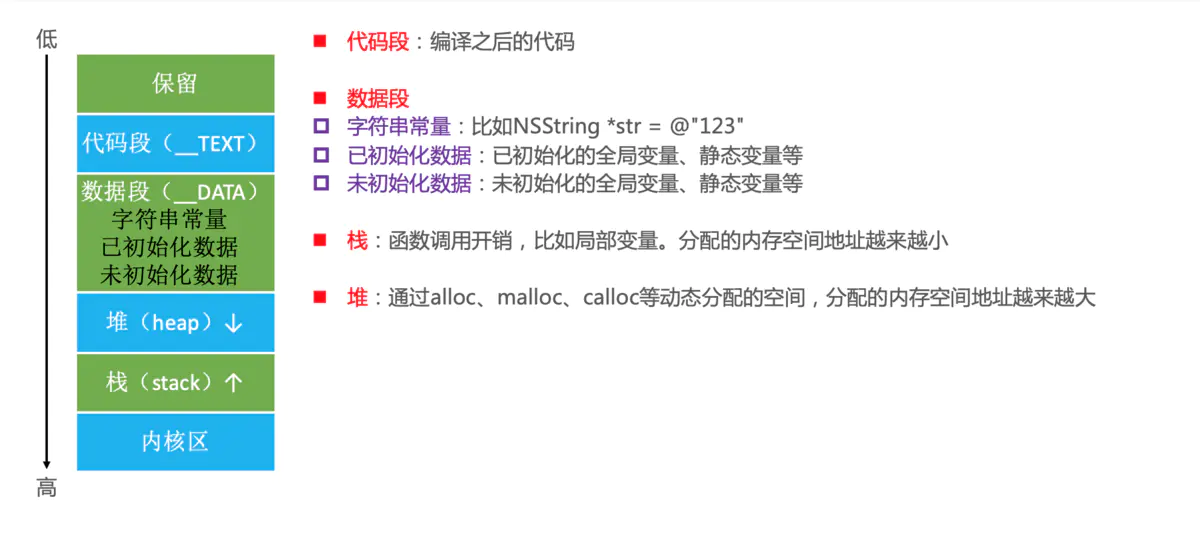 低
保留
代码段（__TEXT）
数据段（__DATA）
字符串常量
已初始化数据
未初始化数据
堆（heap）↓
栈（stack）↑
内核区
高
■ 代码段：编译之后的代码
■ 数据段
字符串常量：比如NSString *str = @"123"
已初始化数据：已初始化的全局变量、静态变量等
未初始化数据：未初始化的全局变量、静态变量等
■ 栈：函数调用开销，比如局部变量。分配的内存空间地址越来越小
■ 堆：通过alloc、malloc、calloc等动态分配的空间，分配的内存空间地址越来越大